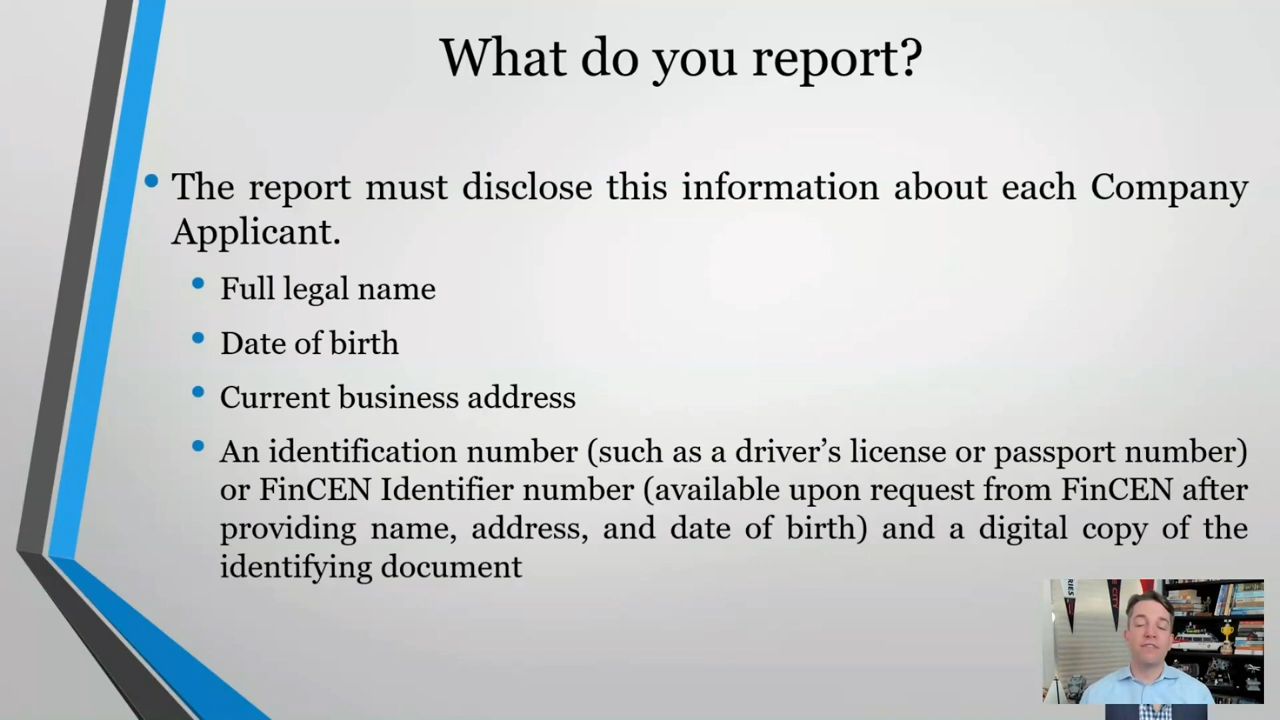 What do you report?
The report must disclose this information about each Company
Applicant.
Full legal name
Date of birth
Current business address
An identification number (such as a driver's license or passport number)
or FinCEN Identifier number (available upon request from FinCEN after
providing name, address, and date of birth) and a digital copy of the
identifying document